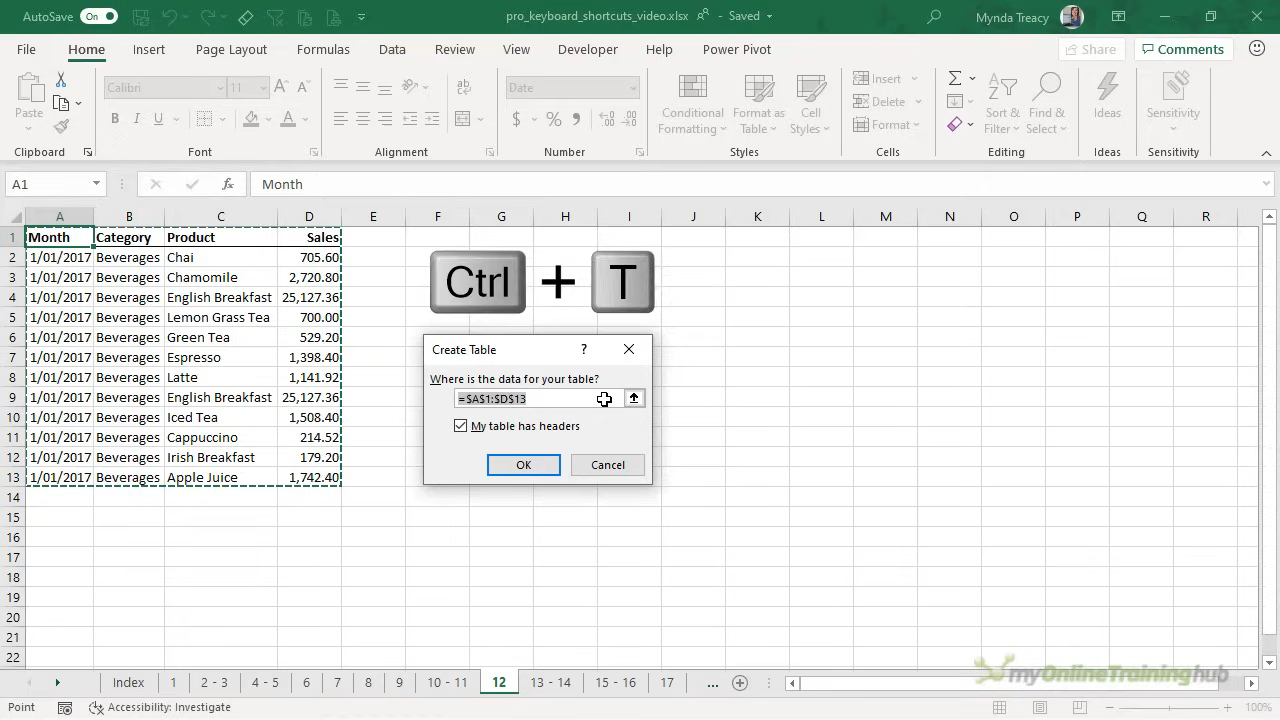 AutoSave On pro_keyboard_shortcuts_video.xlsx - Saved Mynda Treacy
File Home Insert Page Layout Formulas Data Review View Developer Help Power Pivot Share Comments
Paste
Calibri 11
B I U A
Date
$ % ,
Conditional Formatting
Format as Table
Cell Styles
Insert
Delete
Format
Sort & Filter
Find & Select
Ideas
Sensitivity
Clipboard Font Alignment Number Styles Cells Editing Ideas Sensitivity
A1 fx Month
A B C D E F G H I J K L M N O P Q R
1 Month Category Product Sales
2 1/01/2017 Beverages Chai 705.60
3 1/01/2017 Beverages Chamomile 2,720.80
4 1/01/2017 Beverages English Breakfast 25,127.36
5 1/01/2017 Beverages Lemon Grass Tea 700.00
6 1/01/2017 Beverages Green Tea 529.20
7 1/01/2017 Beverages Espresso 1,398.40
8 1/01/2017 Beverages Latte 1,141.92
9 1/01/2017 Beverages English Breakfast 25,127.36
10 1/01/2017 Beverages Iced Tea 1,508.40
11 1/01/2017 Beverages Cappuccino 214.52
12 1/01/2017 Beverages Irish Breakfast 179.20
13 1/01/2017 Beverages Apple Juice 1,742.40
14
15
16
17
18
19
20
21
22
Ctrl + T
Create Table ?
Where is the data for your table?
=$A$1:$D$13
My table has headers
OK Cancel
Index 1 2 - 3 4 - 5 6 7 8 9 10 - 11 12 13 - 14 15 - 16 17 ...
myOnlineTraininghub
Point Accessibility: Investigate 100%